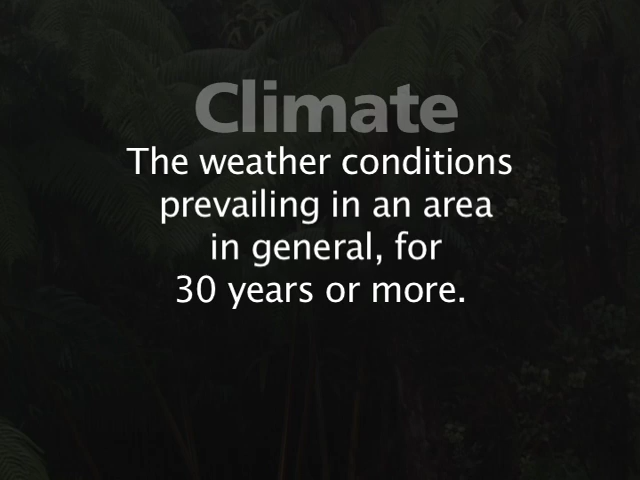 Climate
The weather conditions
prevailing in an area
in general, for
30 years or more.